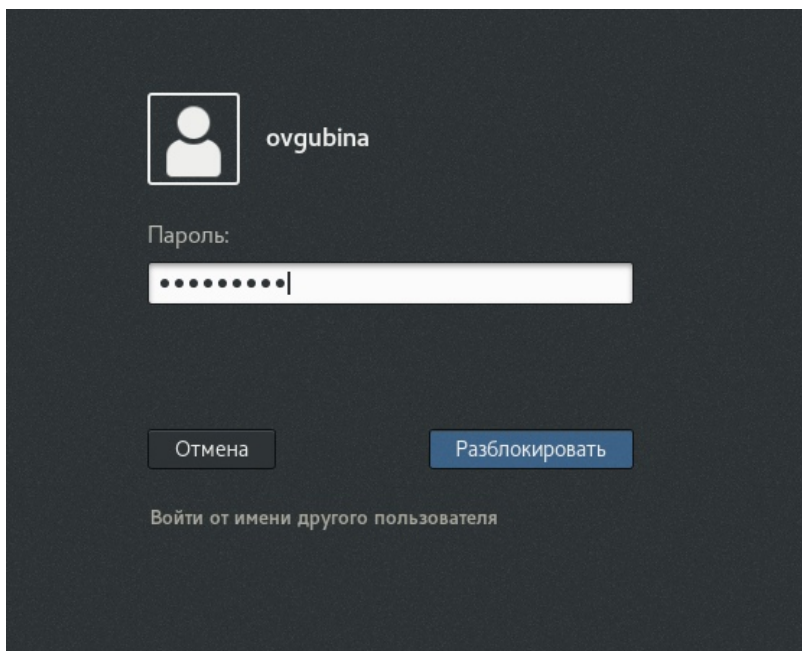 ovgubina
Пароль:
•••••••••
Отмена
Разблокировать
Войти от имени другого пользователя